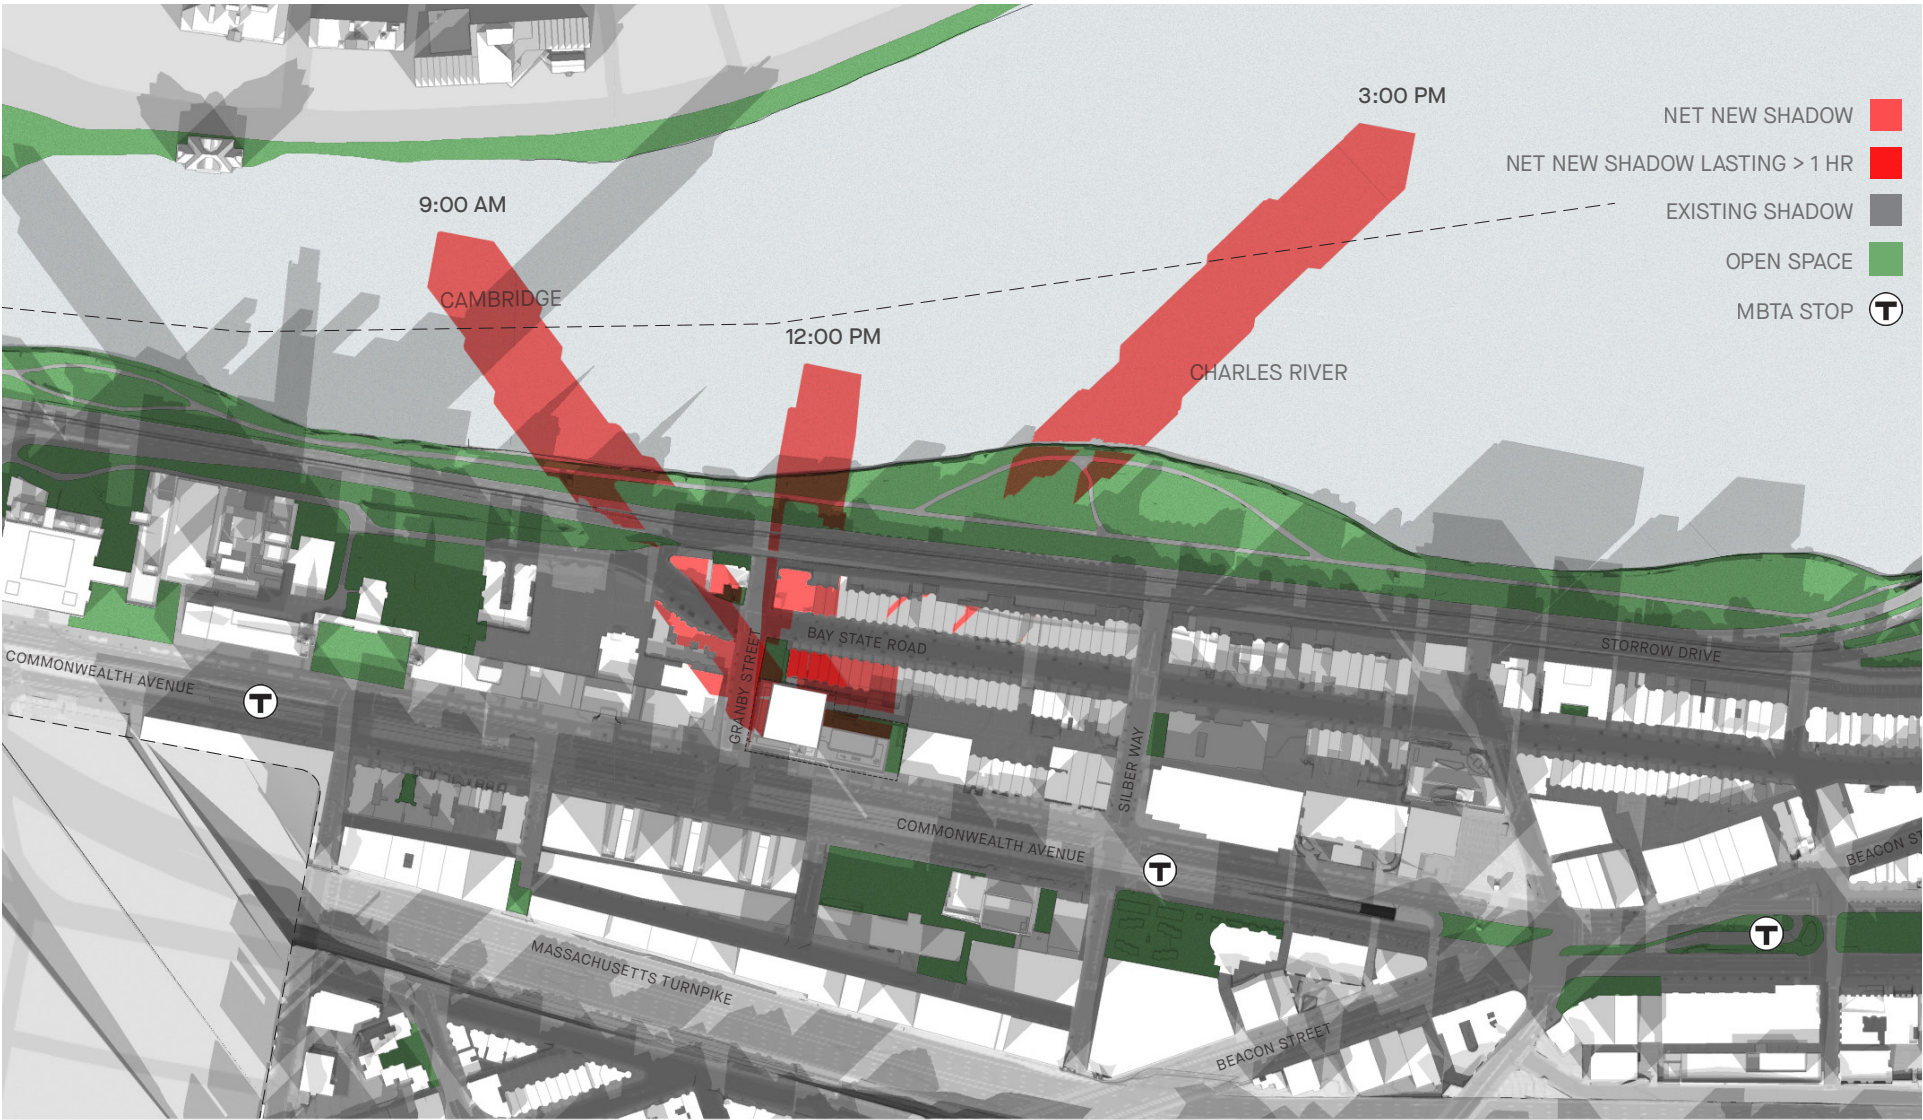 3:00 PM
NET NEW SHADOW
NET NEW SHADOW LASTING > 1 HR
EXISTING SHADOW
OPEN SPACE
T MBTA STOP
9:00 AM
CAMBRIDGE
12:00 PM
CHARLES RIVER
BAY STATE ROAD
STORROW DRIVE
COMMONWEALTH AVENUE
T
GRANBY STREET
SILBER WAY
COMMONWEALTH AVENUE
T
BEACON ST
T
MASSACHUSETTS TURNPIKE
BEACON STREET